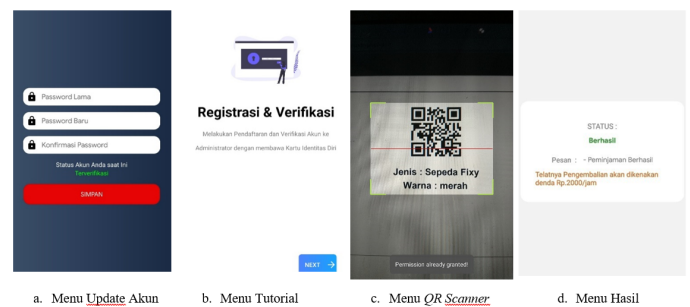 Password Lama
Password Baru
Konfirmasi Password
Status Akun Anda saat Ini
Terverifikasi
SIMPAN
Registrasi & Verifikasi
Melakukan Pendaftaran dan Verifikasi Akun ke
Administrator dengan membawa Kartu Identitas Diri
NEXT
Jenis : Sepeda Fixy
Warna : merah
Permission already granted!
STATUS :
Berhasil
Pesan : - Peminjaman Berhasil
Telatnya Pengembalian akan dikenakan
denda Rp.2000/jam
a. Menu Update Akun
b. Menu Tutorial
c. Menu QR Scanner
d. Menu Hasil